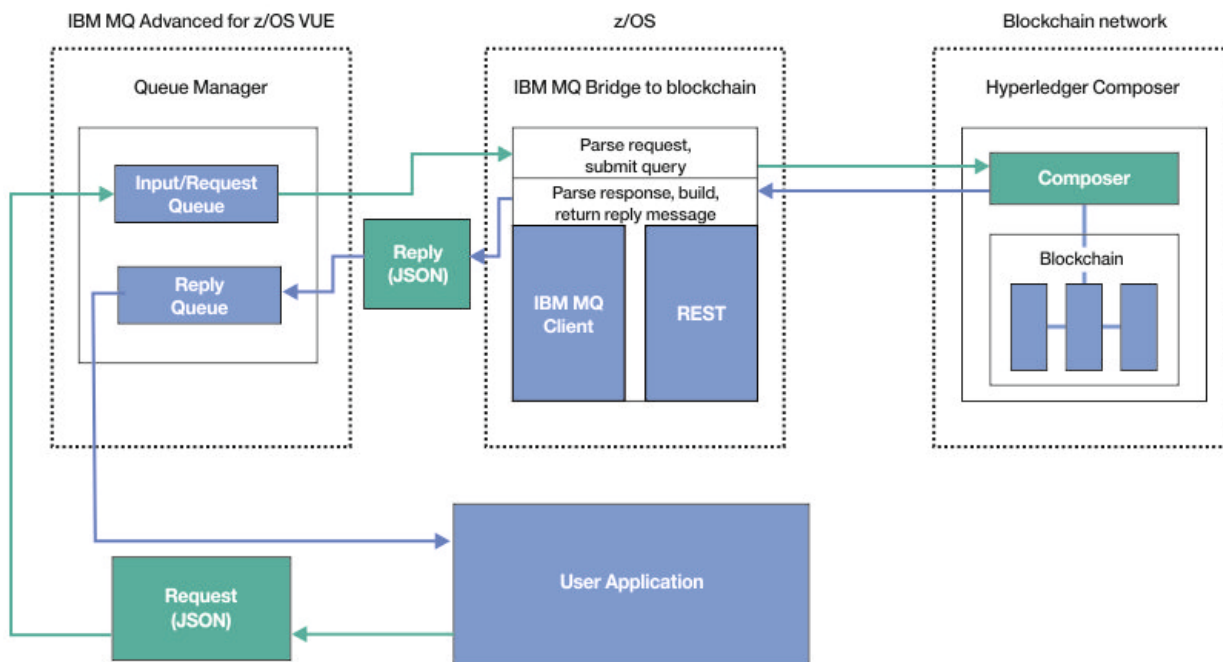 IBM MQ Advanced for z/OS VUE
z/OS
Blockchain network
Queue Manager
IBM MQ Bridge to blockchain
Hyperledger Composer
Input/Request
Queue
Parse request,
submit query
Composer
Parse response, build,
return reply message
Reply
(JSON)
Reply
Queue
IBM MQ
Client
REST
Blockchain
User Application
Request
(JSON)